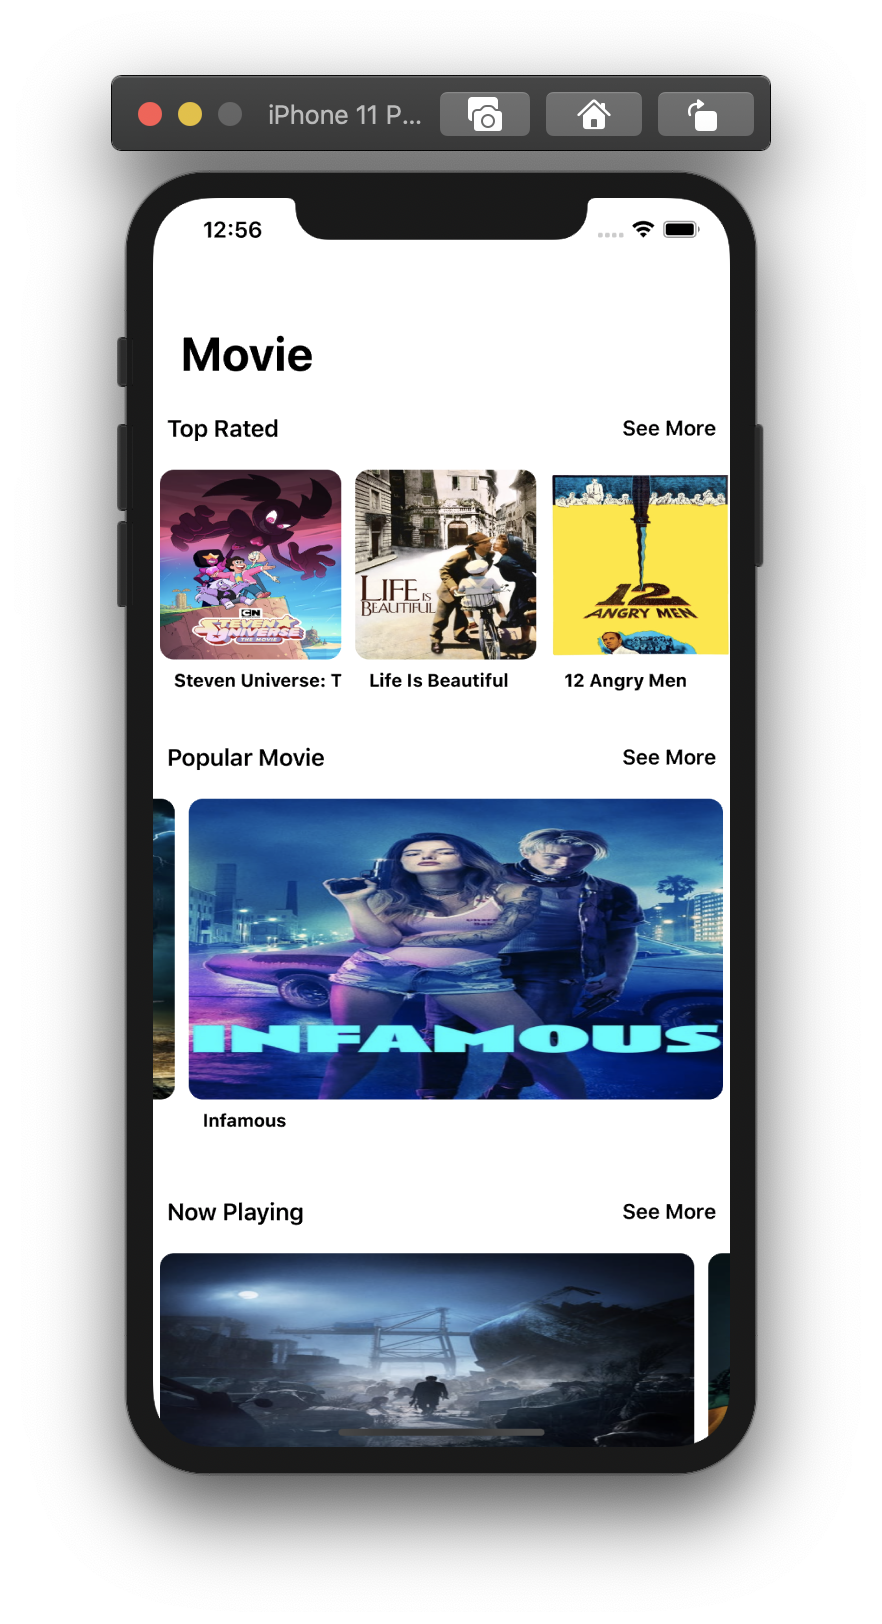 iPhone 11 P...
12:56
Movie
Top Rated
See More
CN
STEVEN
UNIVERSE
THE MOVIE
LIFE IS
BEAUTIFUL
12
ANGRY MEN
Steven Universe: T
Life Is Beautiful
12 Angry Men
Popular Movie
See More
INFAMOUS
Infamous
Now Playing
See More